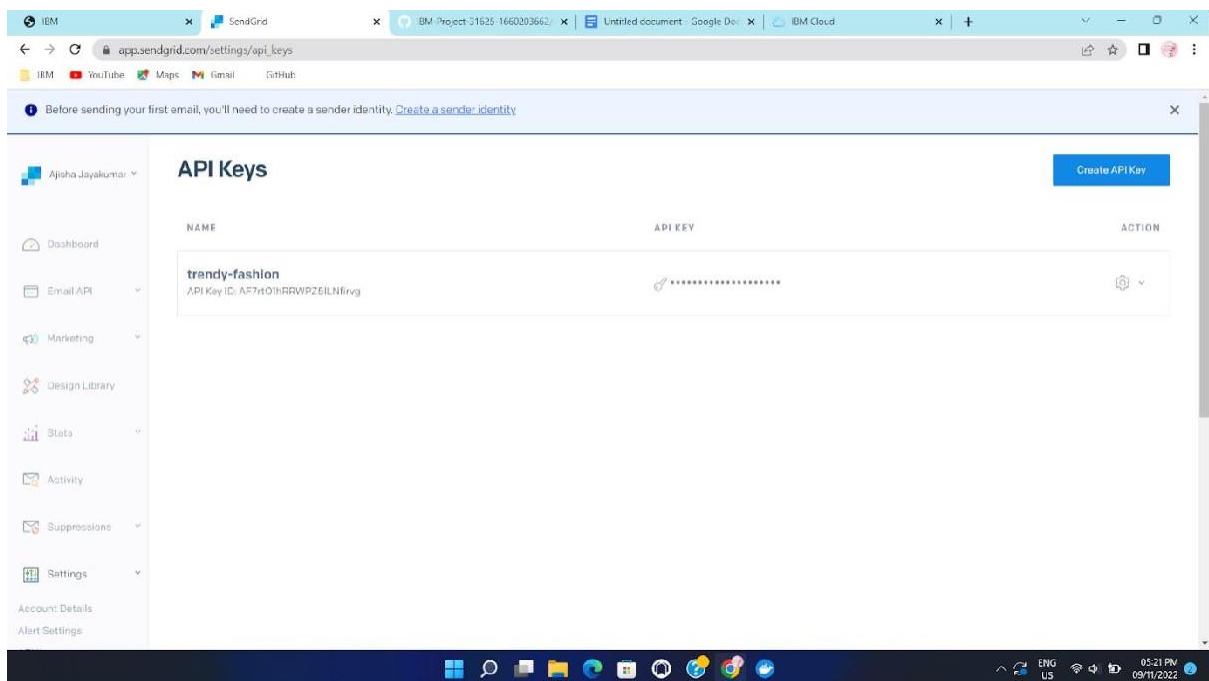 IBM
SendGrid
IBM-Project-31625-1660203662/
Untitled document - Google Doc
IBM Cloud
app.sendgrid.com/settings/api_keys
IBM YouTube Maps Gmail GitHub
Before sending your first email, you'll need to create a sender identity. Create a sender identity
Ajisha Jayakumar
API Keys
Create API Key
NAME API KEY ACTION
trendy-fashion
API Key ID:
Dashboard
Email API
Marketing
Design Library
Stats
Activity
Suppressions
Settings
Account Details
Alert Settings
ENG
US
05:21 PM
09/11/2022
2